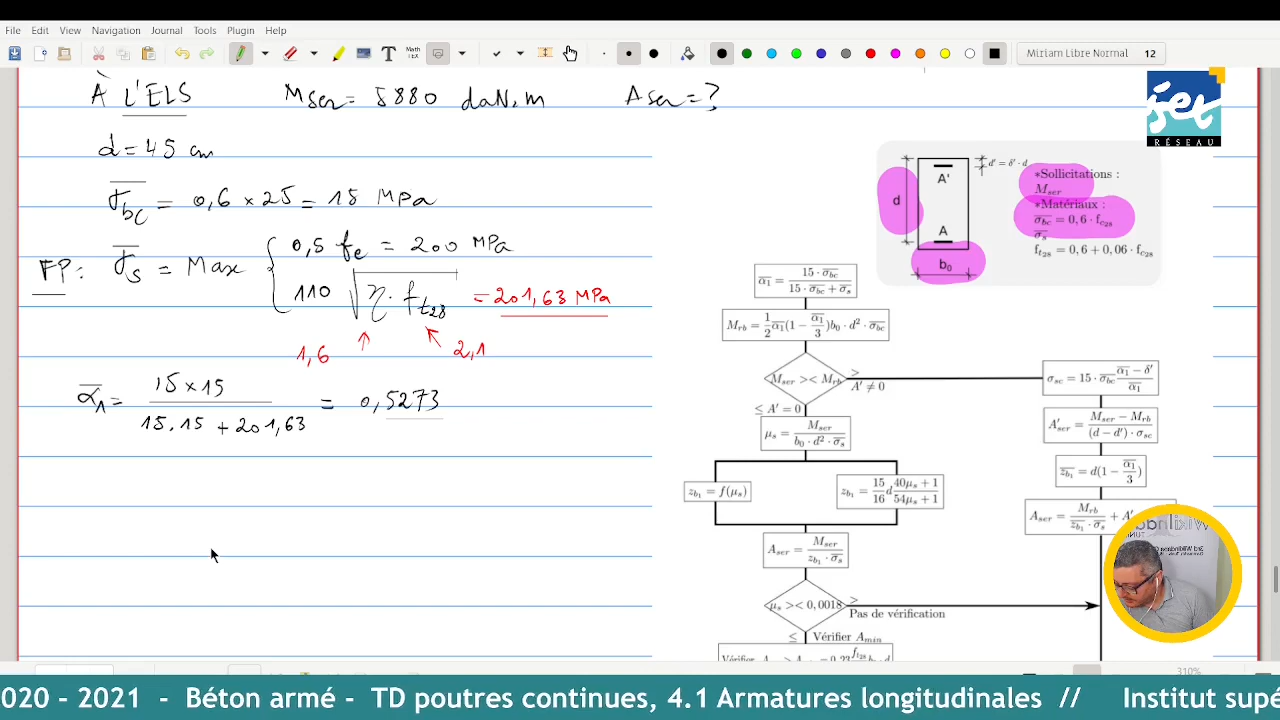 File Edit View Navigation Journal Tools Plugin Help
Miriam Libre Normal 12
À L'ELS Mser = 5880 daN.m Aser = ?
d = 45 cm
σbc = 0,6 × 25 = 15 MPa
FP: σs = Max { 0,5 fe = 200 MPa
110 √η. ft28 = 201,63 MPa
1,6 2,1
α1 = 15 × 15 / 15.15 + 201,63 = 0,5273
iset
RÉSEAU
d' = δ' · d
A'
d
A
b0
*Sollicitations :
Mser
*Matériaux :
σbc = 0,6 · fc28
σs
ft28 = 0,6 + 0,06 · fc28
α1 = 15 · σbc / 15 · σbc + σs
Mrb = 1/2 α1(1 − α1/3)b0 · d² · σbc
Mser >< Mrb
>
A' ≠ 0
≤ A' = 0
σsc = 15 · σbc α1 − δ' / α1
μs = Mser / b0 · d² · σs
A'ser = Mser − Mrb / (d − d') · σsc
zb1 = f(μs)
zb1 = 15/16 d 40μs + 1 / 54μs + 1
zb1 = d(1 − α1/3)
Aser = Mrb / zb1 · σs + A'
Aser = Mser / zb1 · σs
μs >< 0,0018
>
Pas de vérification
≤ Vérifier Amin
310%
020 - 2021 - Béton armé - TD poutres continues, 4.1 Armatures longitudinales // Institut supé